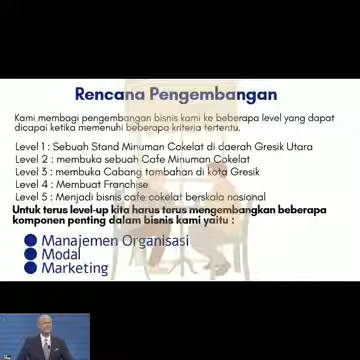 Rencana Pengembangan
Kami membagi pengembangan bisnis kami ke beberapa level yang dapat
dicapai ketika memenuhi beberapa kriteria tertentu.
Level 1 : Sebuah Stand Minuman Cokelat di daerah Gresik Utara
Level 2 : membuka sebuah Cafe Minuman Cokelat
Level 3 : membuka Cabang tambahan di kota Gresik
Level 4 : Membuat Franchise
Level 5 : Menjadi bisnis cafe cokelat berskala nasional
Untuk terus level-up kita harus terus mengembangkan beberapa
komponen penting dalam bisnis kami yaitu :
Manajemen Organisasi
Modal
Marketing